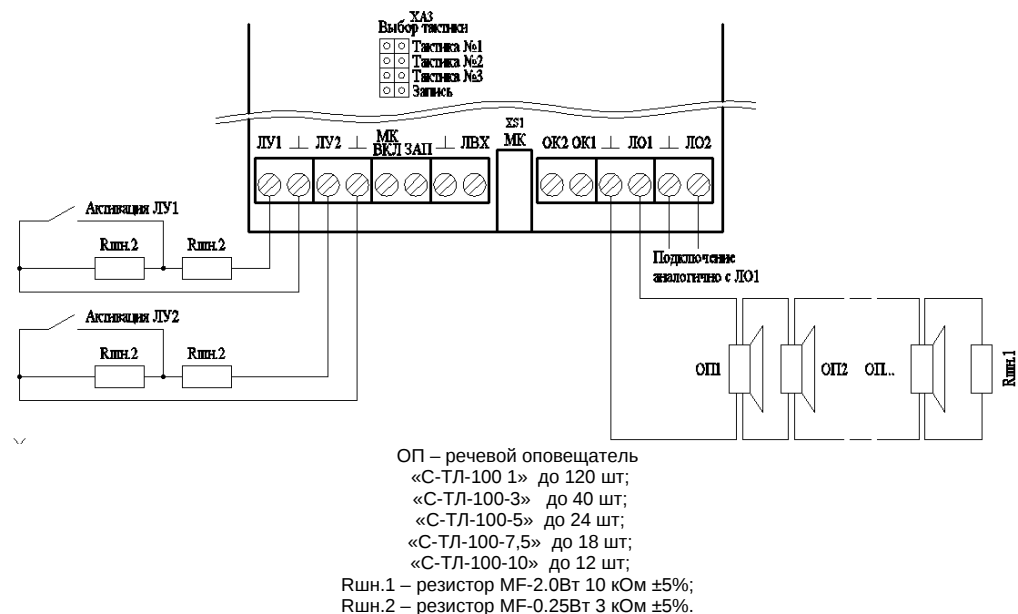 XA3
Выбор тактики
Тактика №1
Тактика №2
Тактика №3
Запись
ЛУ1 ⊥ ЛУ2 ⊥ МК ВКЛ ЗАП ⊥ ЛВХ
XS1
МК
ОК2 ОК1 ⊥ ЛО1 ⊥ ЛО2
Активация ЛУ1
Rшн.2 Rшн.2
Подключение
аналогично с ЛО1
Активация ЛУ2
Rшн.2 Rшн.2
ОП1 ОП2 ОП... Rшн.1
ОП – речевой оповещатель
«С-ТЛ-100 1» до 120 шт;
«С-ТЛ-100-3» до 40 шт;
«С-ТЛ-100-5» до 24 шт;
«С-ТЛ-100-7,5» до 18 шт;
«С-ТЛ-100-10» до 12 шт;
Rшн.1 – резистор MF-2.0Вт 10 кОм ±5%;
Rшн.2 – резистор MF-0.25Вт 3 кОм ±5%.